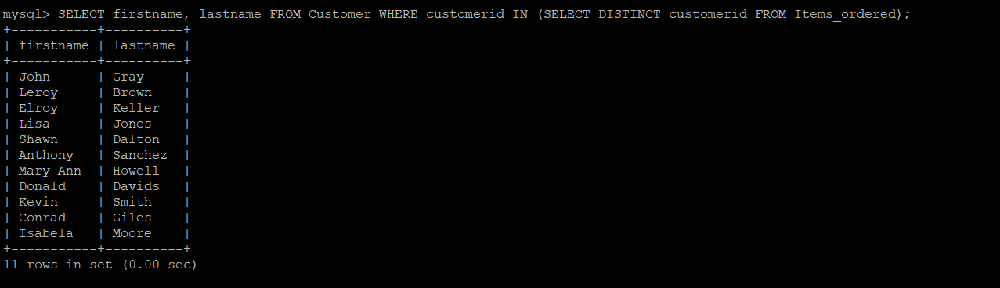 mysql> SELECT firstname, lastname FROM Customer WHERE customerid IN (SELECT DISTINCT customerid FROM Items_ordered);
+-----------+----------+
| firstname | lastname |
+-----------+----------+
| John      | Gray     |
| Leroy     | Brown    |
| Elroy     | Keller   |
| Lisa      | Jones    |
| Shawn     | Dalton   |
| Anthony   | Sanchez  |
| Mary Ann  | Howell   |
| Donald    | Davids   |
| Kevin     | Smith    |
| Conrad    | Giles    |
| Isabela   | Moore    |
+-----------+----------+
11 rows in set (0.00 sec)